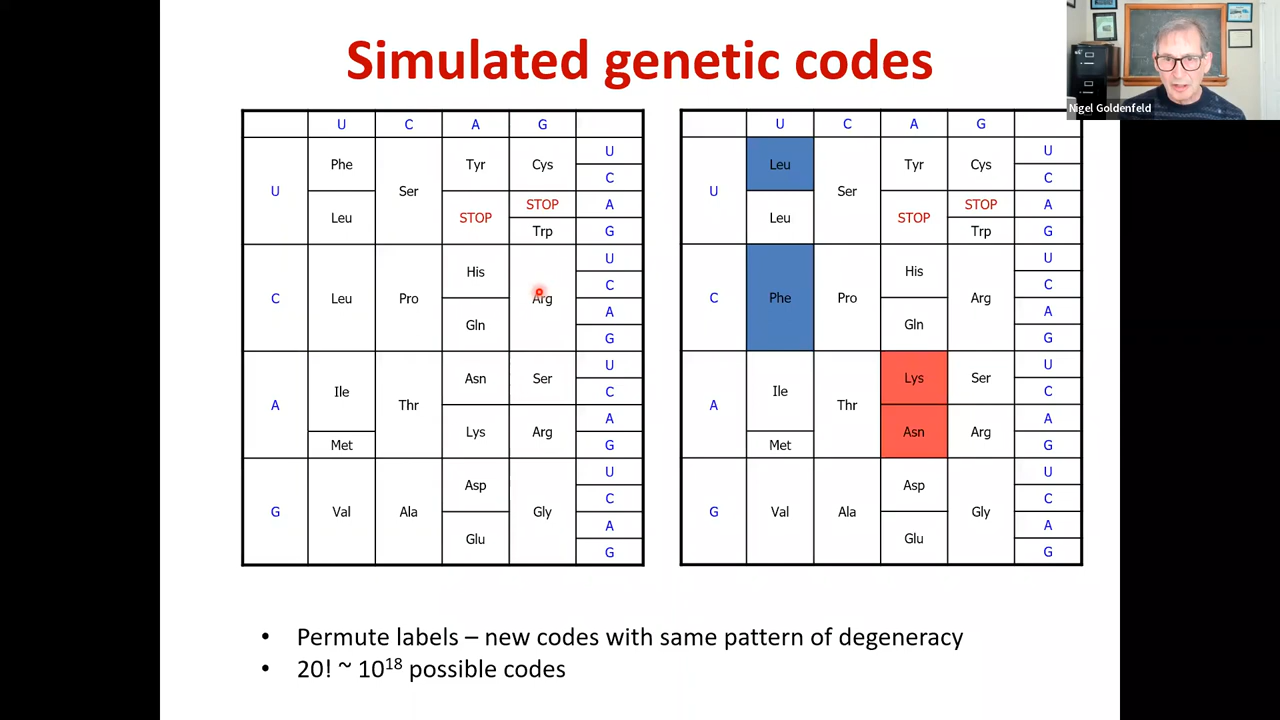 Simulated genetic codes
Nigel Goldenfeld
U C A G
U Phe Ser Tyr Cys U
C
Leu STOP STOP A
Trp G
C Leu Pro His Arg U
C
Gln A
G
A Ile Thr Asn Ser U
C
Lys Arg A
Met G
G Val Ala Asp Gly U
C
Glu A
G
U C A G
U Leu Ser Tyr Cys U
C
Leu STOP STOP A
Trp G
C Phe Pro His Arg U
C
Gln A
G
A Ile Thr Lys Ser U
C
Asn Arg A
Met G
G Val Ala Asp Gly U
C
Glu A
G
• Permute labels – new codes with same pattern of degeneracy
• 20! ~ 10¹⁸ possible codes